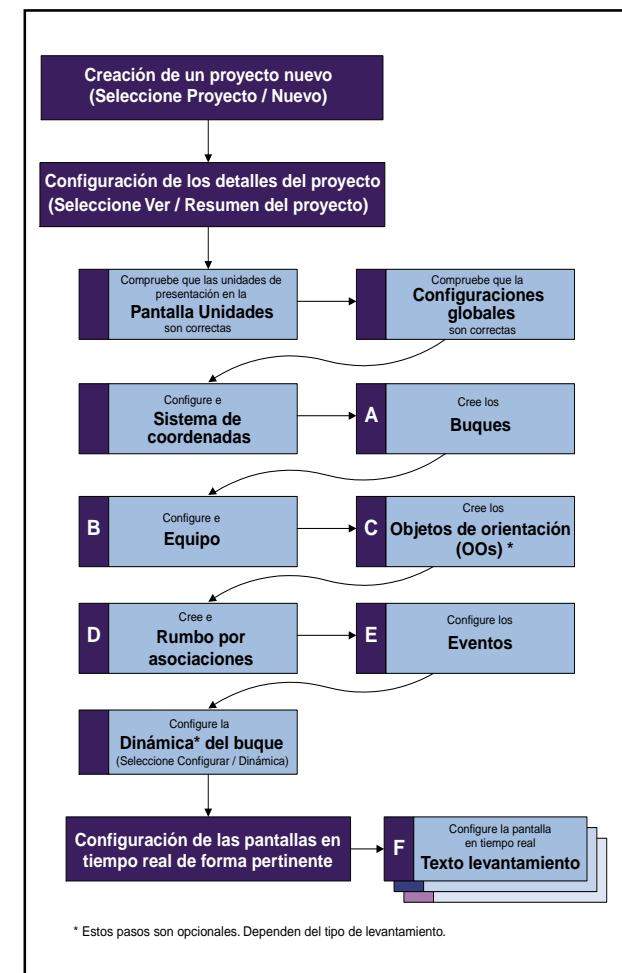 Creación de un proyecto nuevo
(Seleccione Proyecto / Nuevo)
Configuración de los detalles del proyecto
(Seleccione Ver / Resumen del proyecto)
Compruebe que las unidades de
presentación en la
Pantalla Unidades
son correctas
Compruebe que la
Configuraciones
globales
son correctas
Configure e
Sistema de
coordenadas
A
Cree los
Buques
B
Configure e
Equipo
C
Cree los
Objetos de orientación
(OOs) *
D
Cree e
Rumbo por
asociaciones
E
Configure los
Eventos
Configure la
Dinámica* del buque
(Seleccione Configurar / Dinámica)
Configuración de las pantallas en
tiempo real de forma pertinente
F
Configure la pantalla
en tiempo real
Texto levantamiento
* Estos pasos son opcionales. Dependen del tipo de levantamiento.